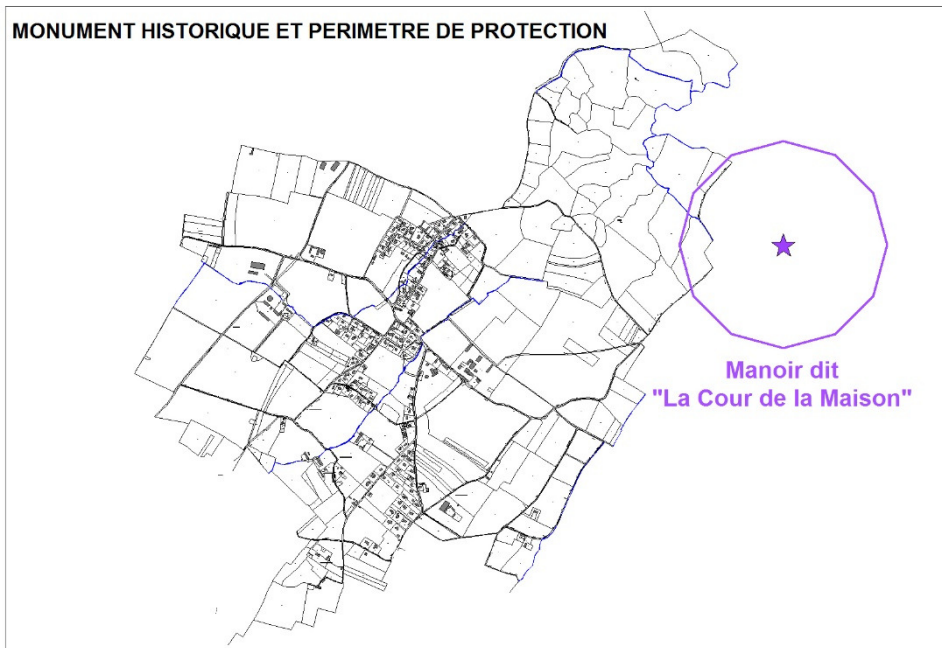 MONUMENT HISTORIQUE ET PERIMETRE DE PROTECTION
Manoir dit
"La Cour de la Maison"